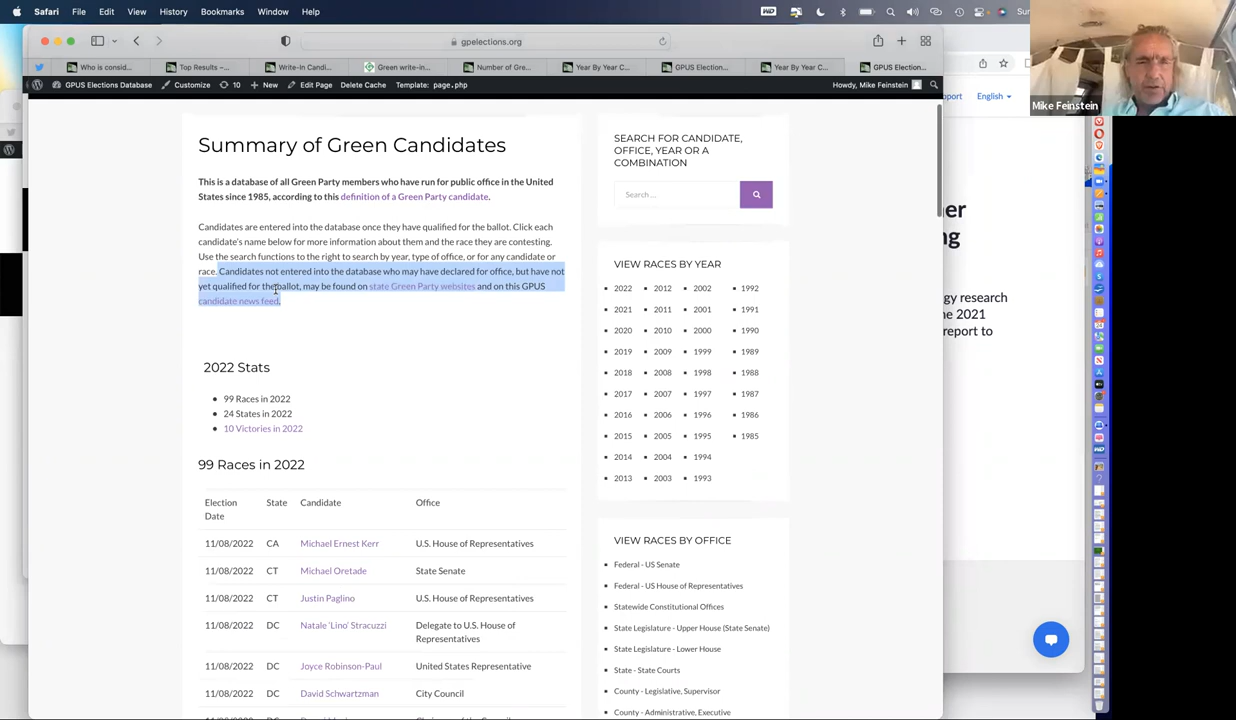 Safari File Edit View History Bookmarks Window Help
gpelections.org
Who is consid... Top Results –... Write-In Candi... Green write-in... Number of Gre... Year By Year C... GPUS Election... Year By Year C... GPUS Election...
GPUS Elections Database Customize 10 New Edit Page Delete Cache Template: page.php Howdy, Mike Feinstein
English
Mike Feinstein
Summary of Green Candidates
This is a database of all Green Party members who have run for public office in the United
States since 1985, according to this definition of a Green Party candidate.
Candidates are entered into the database once they have qualified for the ballot. Click each
candidate's name below for more information about them and the race they are contesting.
Use the search functions to the right to search by year, type of office, or for any candidate or
race. Candidates not entered into the database who may have declared for office, but have not
yet qualified for the ballot, may be found on state Green Party websites and on this GPUS
candidate news feed.
2022 Stats
99 Races in 2022
24 States in 2022
10 Victories in 2022
99 Races in 2022
Election State Candidate Office
Date
11/08/2022 CA Michael Ernest Kerr U.S. House of Representatives
11/08/2022 CT Michael Oretade State Senate
11/08/2022 CT Justin Paglino U.S. House of Representatives
11/08/2022 DC Natale 'Lino' Stracuzzi Delegate to U.S. House of
Representatives
11/08/2022 DC Joyce Robinson-Paul United States Representative
11/08/2022 DC David Schwartzman City Council
SEARCH FOR CANDIDATE,
OFFICE, YEAR OR A
COMBINATION
Search ...
VIEW RACES BY YEAR
2022 2012 2002 1992
2021 2011 2001 1991
2020 2010 2000 1990
2019 2009 1999 1989
2018 2008 1998 1988
2017 2007 1997 1987
2016 2006 1996 1986
2015 2005 1995 1985
2014 2004 1994
2013 2003 1993
VIEW RACES BY OFFICE
Federal - US Senate
Federal - US House of Representatives
Statewide Constitutional Offices
State Legislature - Upper House (State Senate)
State Legislature - Lower House
State - State Courts
County - Legislative, Supervisor
County - Administrative, Executive
research
2021
report to